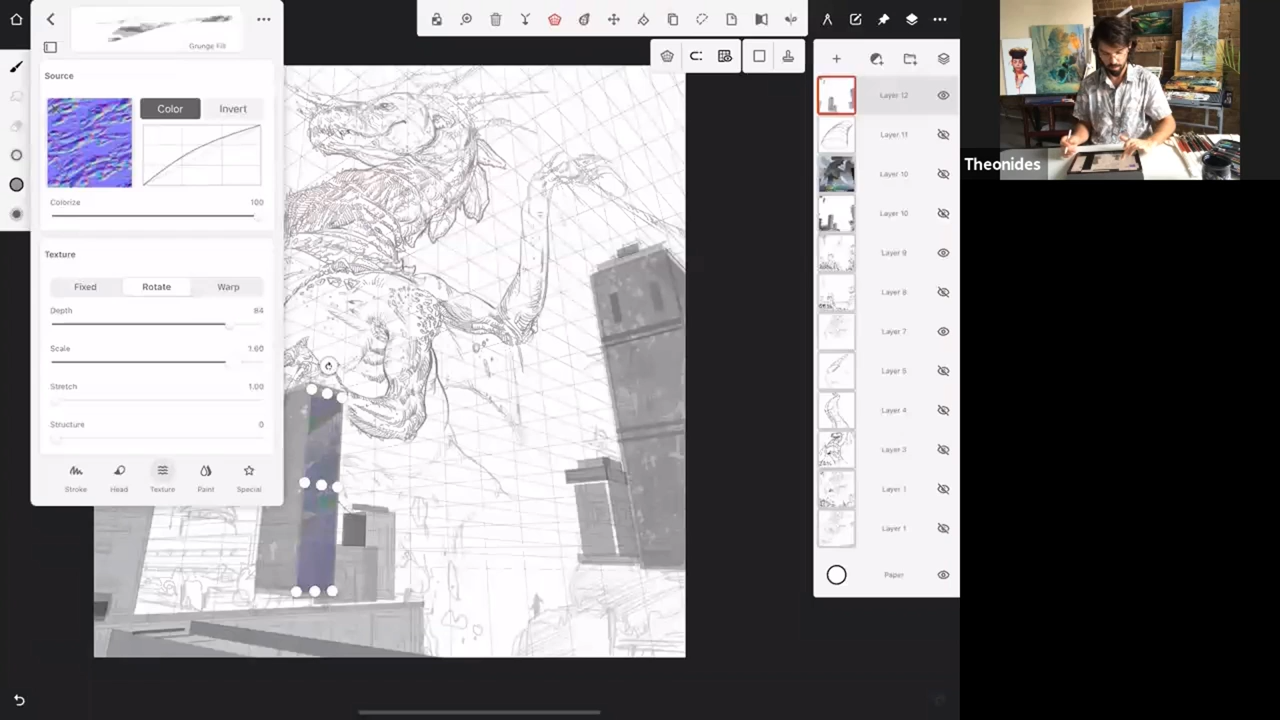 Grunge Fill
Source
Color
Invert
Colorize
100
Texture
Fixed
Rotate
Warp
Depth
84
Scale
1.60
Stretch
1.00
Structure
0
Stroke
Head
Texture
Paint
Special
Layer 12
Layer 11
Layer 10
Layer 10
Layer 9
Layer 8
Layer 7
Layer 5
Layer 4
Layer 3
Layer 1
Layer 1
Paper
Theonides